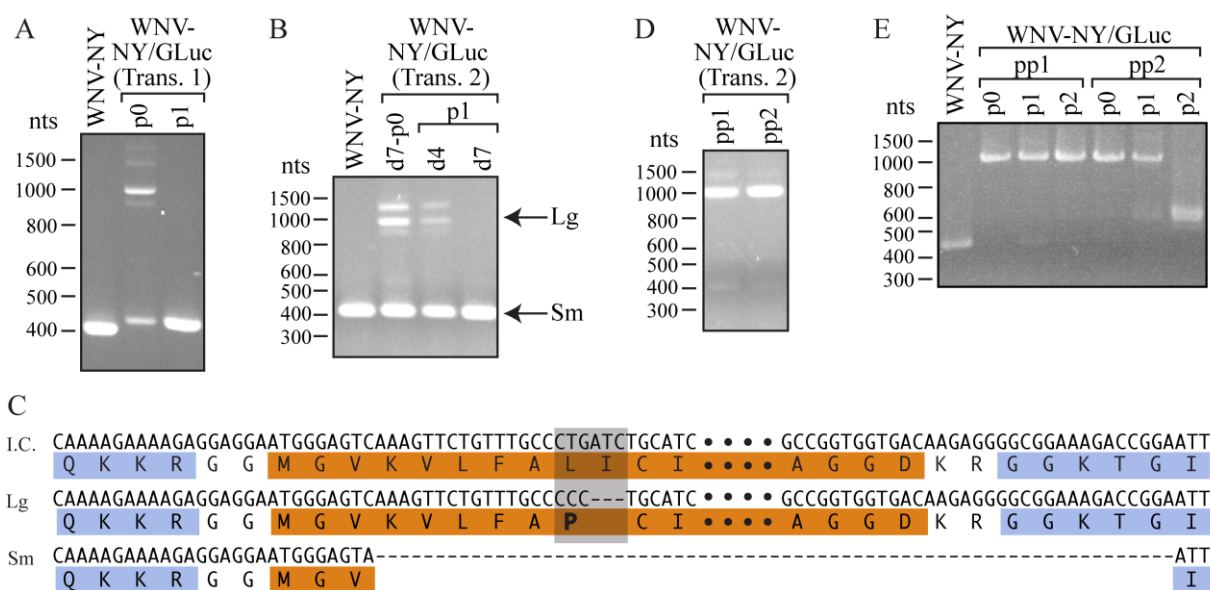 A
WNV-NY
WNV-
NY/GLuc
(Trans. 1)
p0
p1
nts
1500
1000
800
600
500
400
B
WNV-NY
WNV-
NY/GLuc
(Trans. 2)
p1
d7-p0
d4
d7
nts
1500
1000
800
600
500
400
300
Lg
Sm
D
WNV-
NY/GLuc
(Trans. 2)
pp1
pp2
nts
1500
1000
800
600
500
400
300
E
WNV-NY
WNV-NY/GLuc
pp1 pp2
p0 p1 p2 p0 p1 p2
nts
1500
1000
800
600
500
400
300
C
I.C. CAAAAGAAAAGAGGAGGAATGGGAGTCAAAGTTCTGTTTGCCCTGATCTGCATC • • • • GCCGGTGGTGACAAGAGGGGCGGAAAGACCGGAATT
Q K K R G G M G V K V L F A L I C I • • • • A G G D K R G G K T G I
Lg CAAAAGAAAAGAGGAGGAATGGGAGTCAAAGTTCTGTTTGCCCCC---TGCATC • • • • GCCGGTGGTGACAAGAGGGGCGGAAAGACCGGAATT
Q K K R G G M G V K V L F A P C I • • • • A G G D K R G G K T G I
Sm CAAAAGAAAAGAGGAGGAATGGGAGTA------------------------------------------------------------------ATT
Q K K R G G M G V I